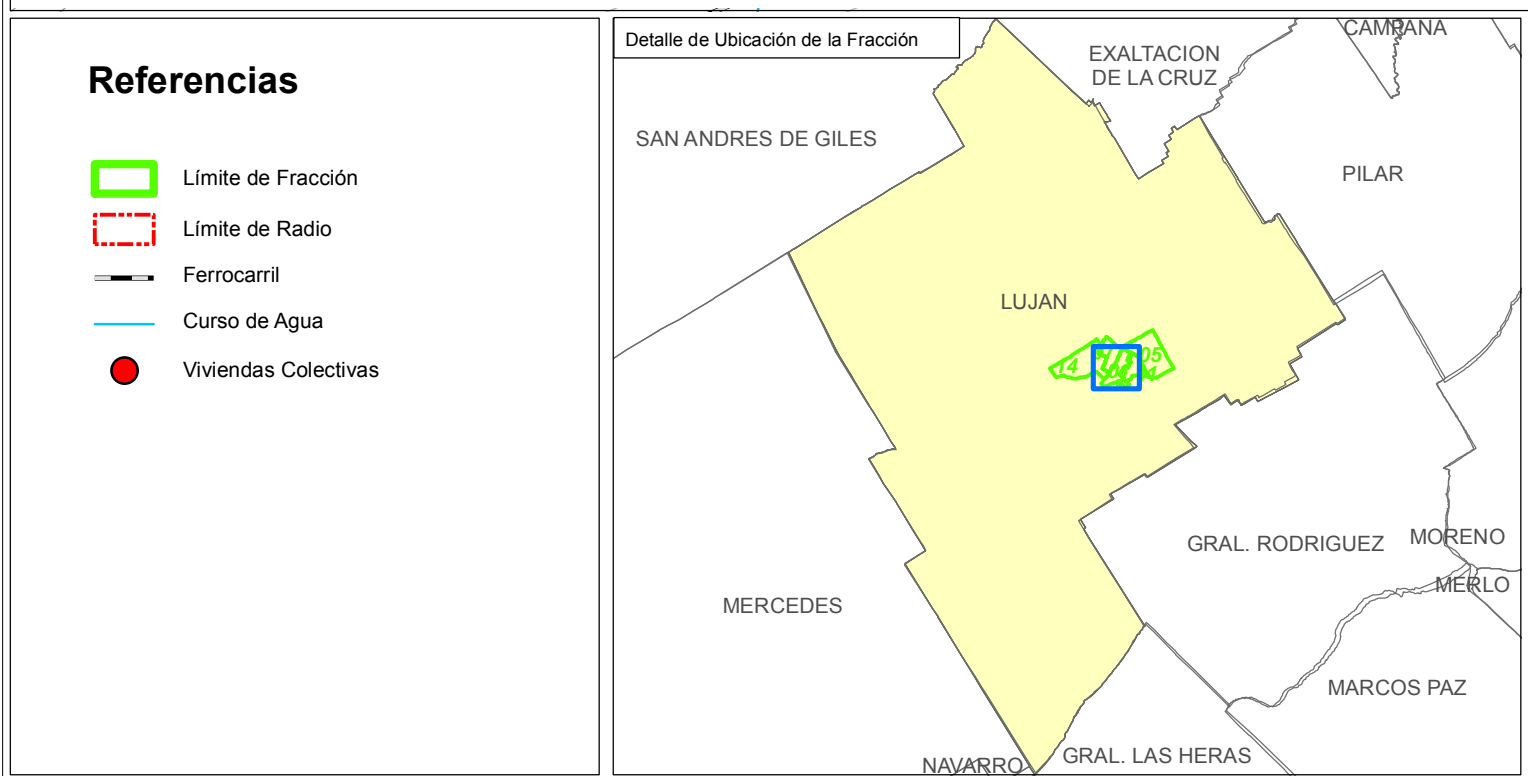 Referencias
Límite de Fracción
Límite de Radio
Ferrocarril
Curso de Agua
Viviendas Colectivas
Detalle de Ubicación de la Fracción
CAMPANA
EXALTACION
DE LA CRUZ
SAN ANDRES DE GILES
PILAR
LUJAN
14
05
GRAL. RODRIGUEZ
MORENO
MERLO
MERCEDES
MARCOS PAZ
GRAL. LAS HERAS
NAVARRO